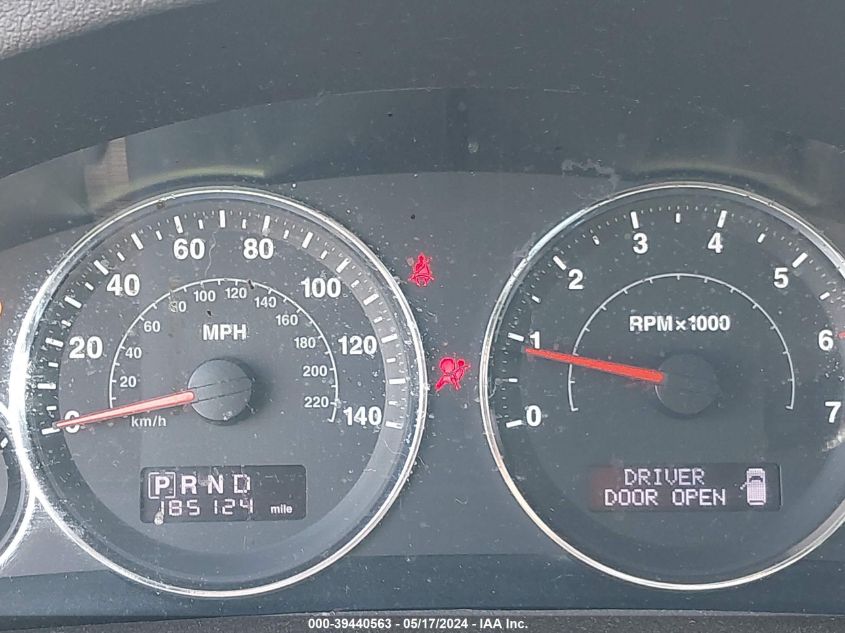 0 20 40 60 80 100 120 140
MPH
20 40 60 80 100 120 140 160 180 200 220
km/h
P R N D
185124 mile
0 1 2 3 4 5 6 7
RPM×1000
DRIVER
DOOR OPEN
000-39440563 - 05/17/2024 - IAA Inc.